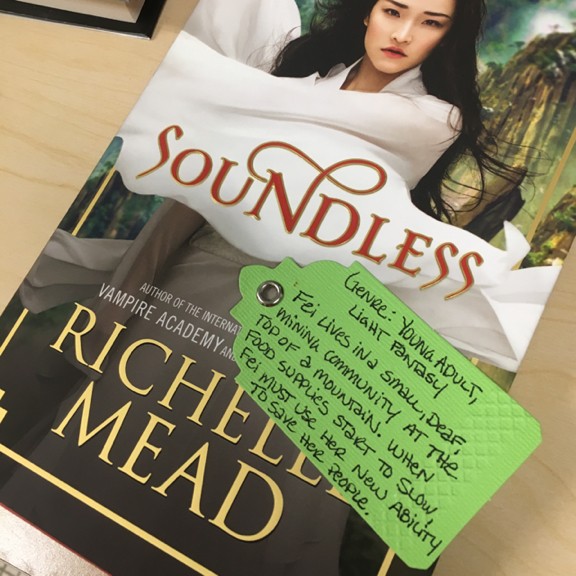 SOUNDLESS
AUTHOR OF THE
VAMPIRE ACADEMY AND
RICHELLE
MEAD
GENRE: YOUNG ADULT,
LIGHT FANTASY
FEI LIVES IN A SMALL, DEAF,
MINING COMMUNITY AT THE
TOP OF A MOUNTAIN. WHEN
FOOD SUPPLIES START TO SLOW,
FEI MUST USE HER NEW ABILITY
TO SAVE HER PEOPLE.